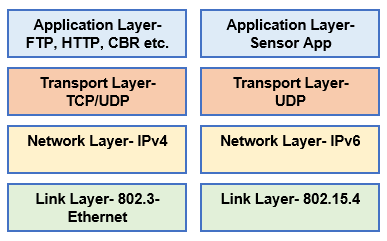 Application Layer-
FTP, HTTP, CBR etc.
Transport Layer-
TCP/UDP
Network Layer- IPv4
Link Layer- 802.3-
Ethernet
Application Layer-
Sensor App
Transport Layer-
UDP
Network Layer- IPv6
Link Layer- 802.15.4